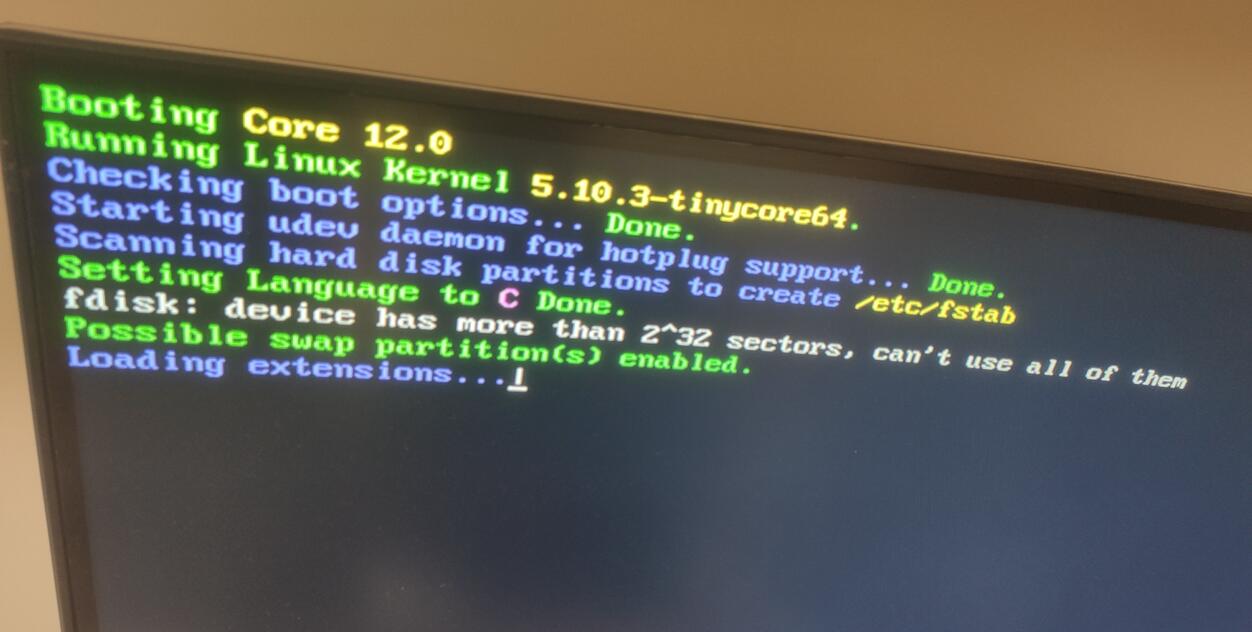 Booting Core 12.0
Running Linux Kernel 5.10.3-tinycore64.
Checking boot options... Done.
Starting udev daemon for hotplug support... Done.
Scanning hard disk partitions to create /etc/fstab
Setting Language to C Done.
fdisk: device has more than 2^32 sectors, can't use all of them
Possible swap partition(s) enabled.
Loading extensions...